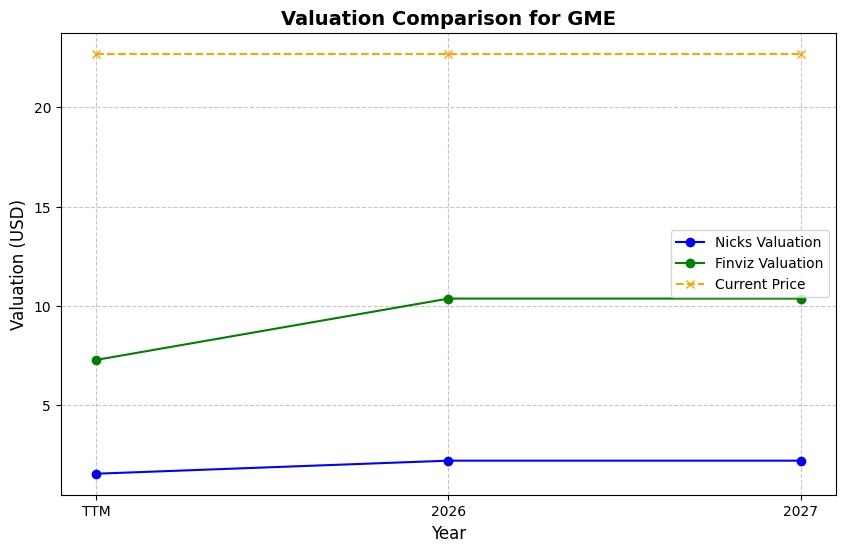 Valuation Comparison for GME
Valuation (USD)
20
15
10
5
Nicks Valuation
Finviz Valuation
Current Price
TTM
2026
2027
Year